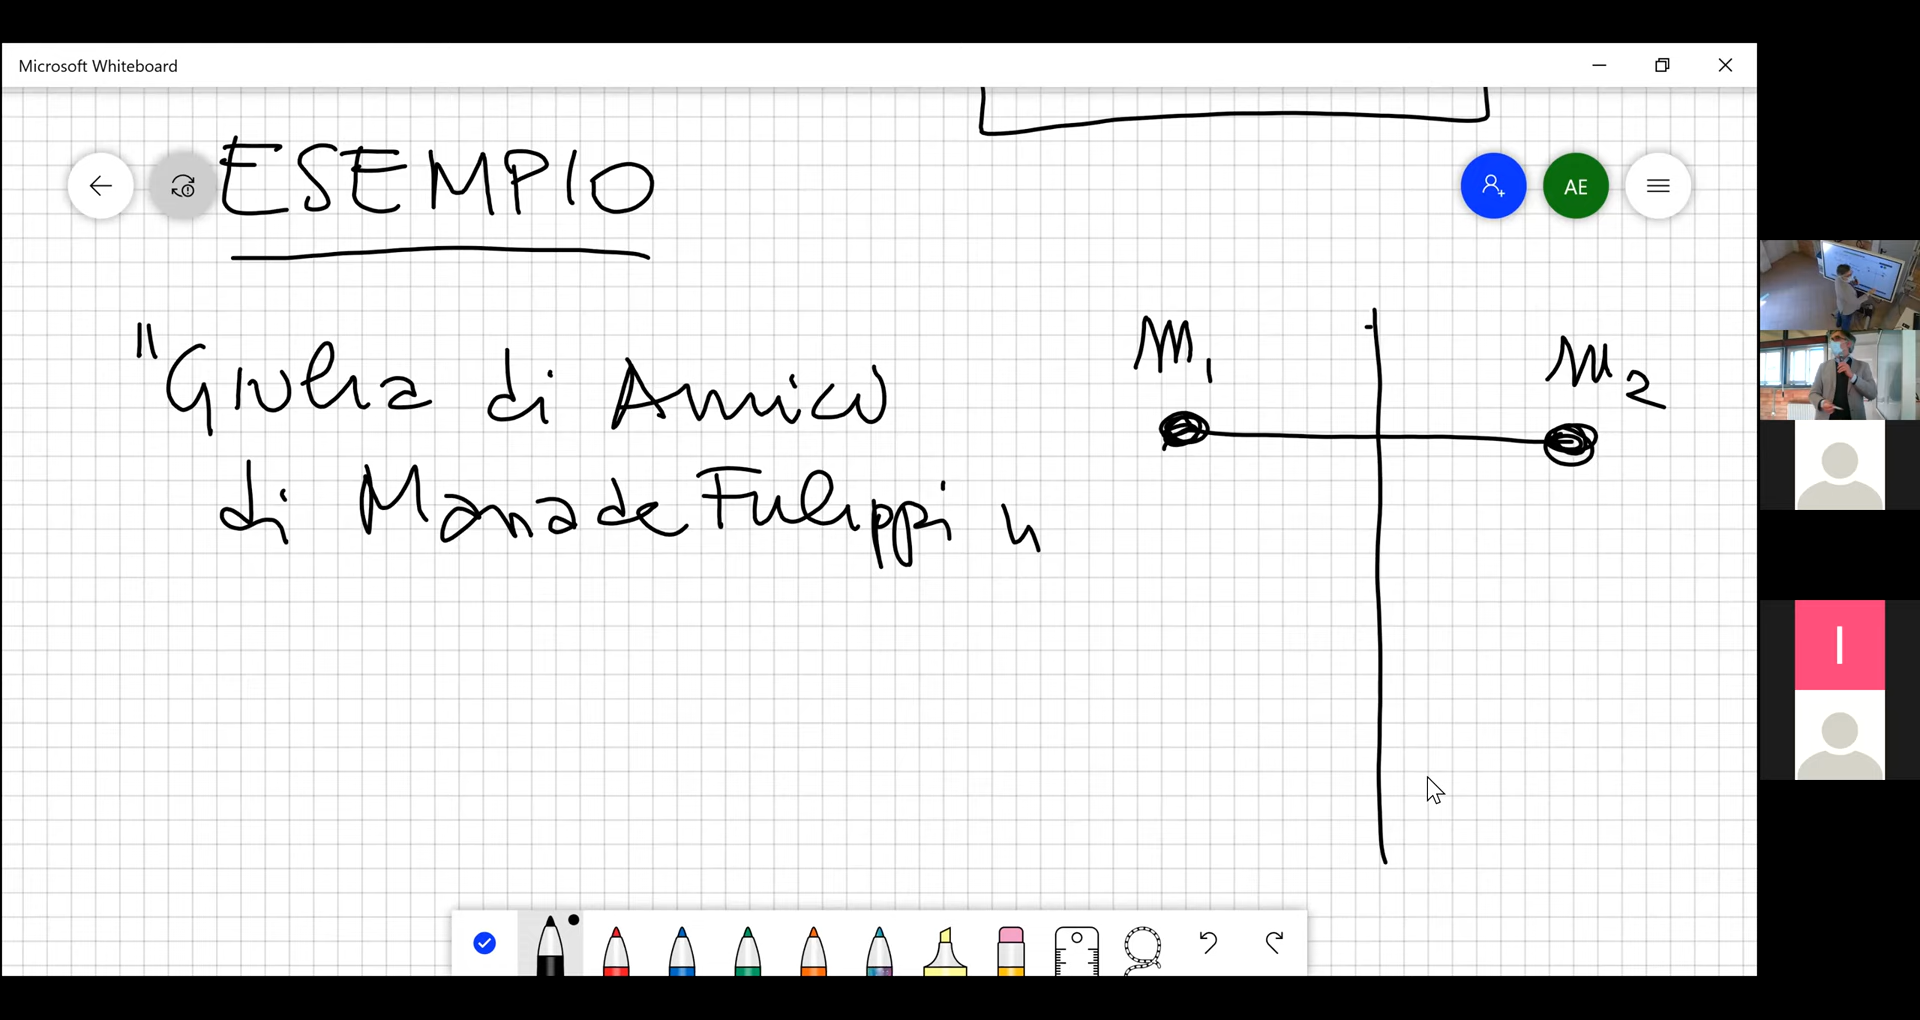 Microsoft Whiteboard
ESEMPIO
AE
"Giulia di Amico
di Maria de Filippi "
m1
m2
I